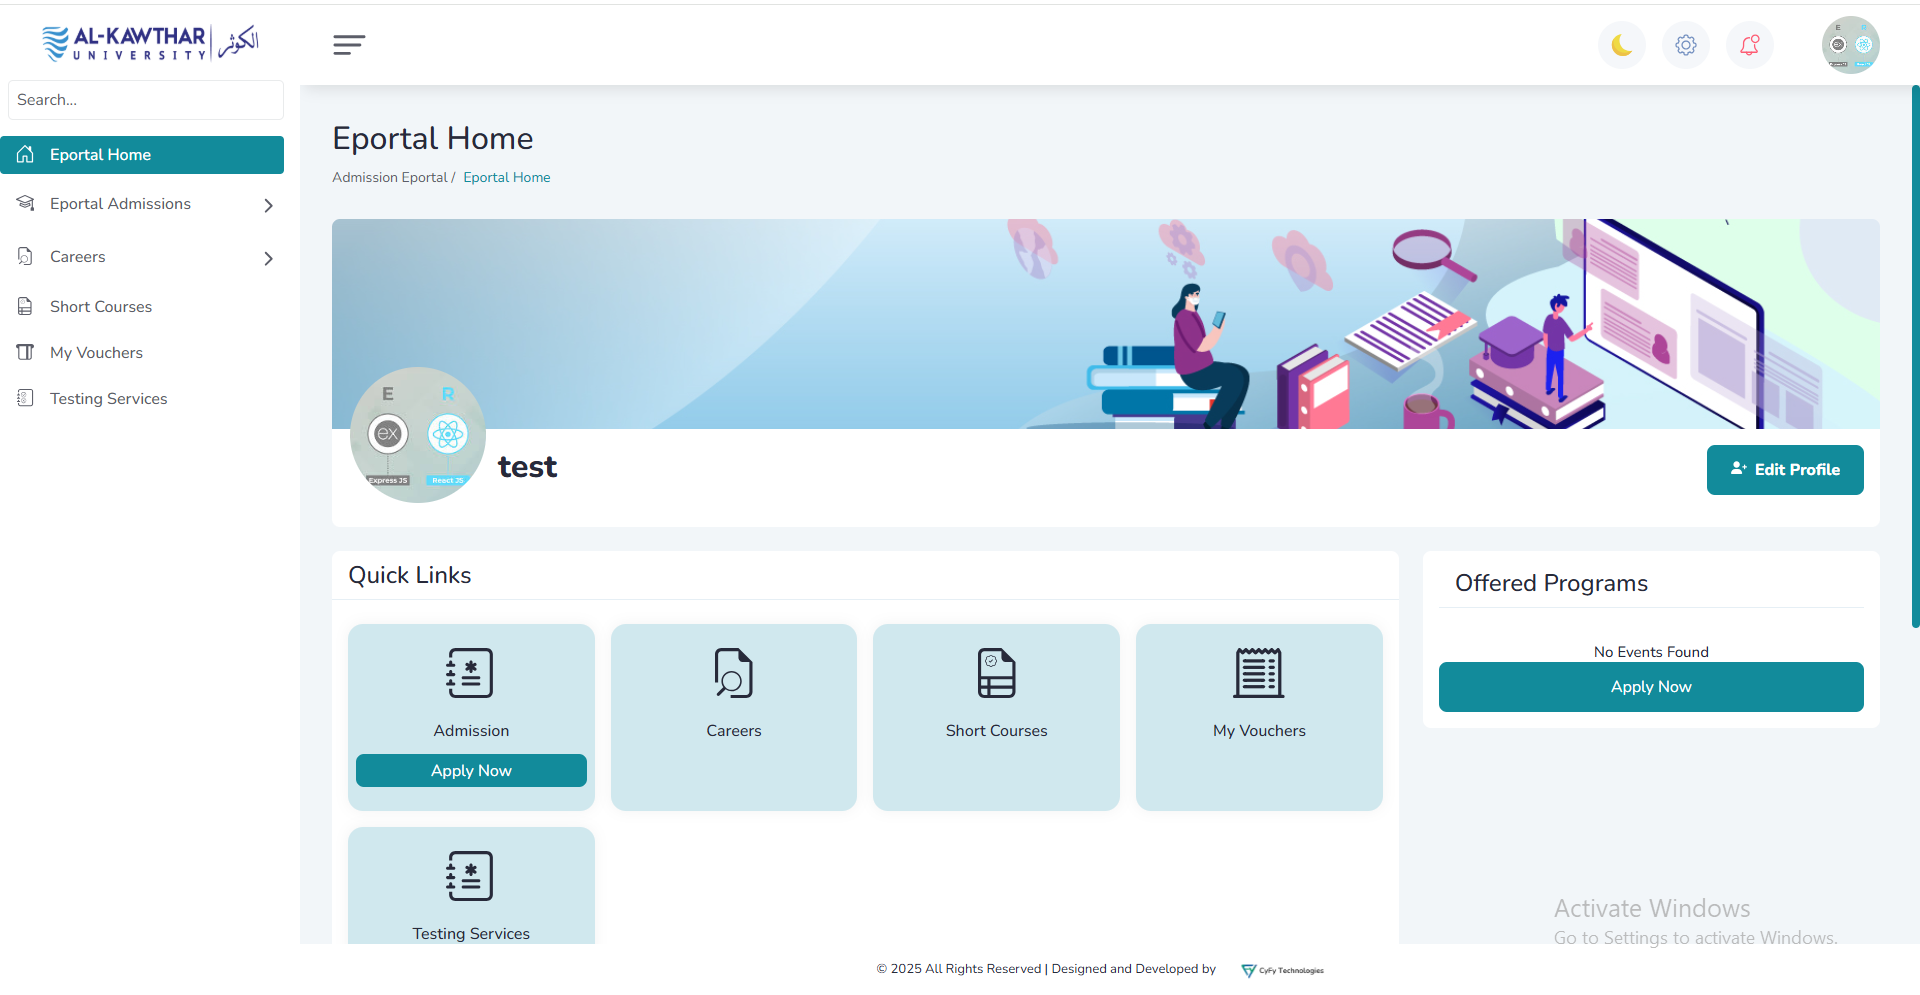 AL-KAWTHAR
UNIVERSITY
الكوثر
Search...
Eportal Home
Eportal Admissions
Careers
Short Courses
My Vouchers
Testing Services
Eportal Home
Admission Eportal / Eportal Home
E R
ex
Express JS React JS
test
Edit Profile
Quick Links
Admission
Apply Now
Careers
Short Courses
My Vouchers
Testing Services
Offered Programs
No Events Found
Apply Now
Activate Windows
Go to Settings to activate Windows.
© 2025 All Rights Reserved | Designed and Developed by CyFy Technologies